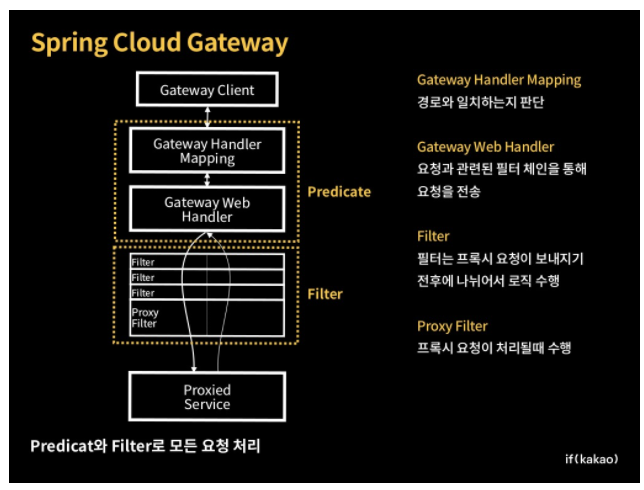 Spring Cloud Gateway
Gateway Client
Gateway Handler
Mapping
Gateway Web
Handler
Predicate
Filter
Filter
Filter
Proxy
Filter
Filter
Proxied
Service
Gateway Handler Mapping
경로와 일치하는지 판단
Gateway Web Handler
요청과 관련된 필터 체인을 통해
요청을 전송
Filter
필터는 프록시 요청이 보내지기
전후에 나뉘어서 로직 수행
Proxy Filter
프록시 요청이 처리될때 수행
Predicat와 Filter로 모든 요청 처리
if(kakao)